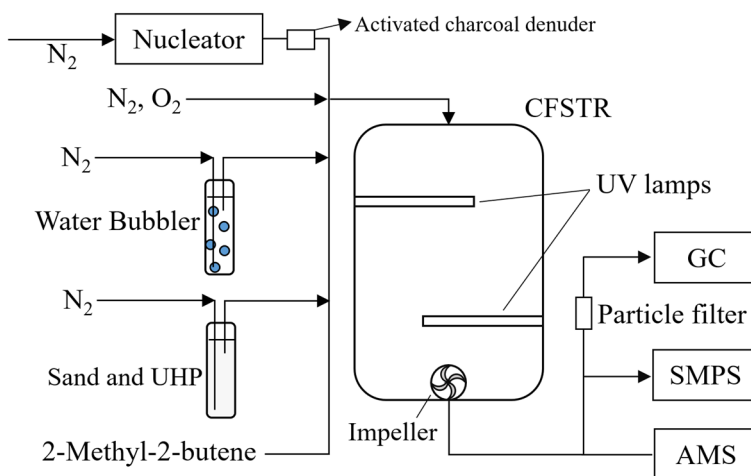 Activated charcoal denuder
Nucleator
N₂
N₂, O₂
CFSTR
N₂
UV lamps
Water Bubbler
GC
N₂
Particle filter
Sand and UHP
SMPS
Impeller
2-Methyl-2-butene
AMS